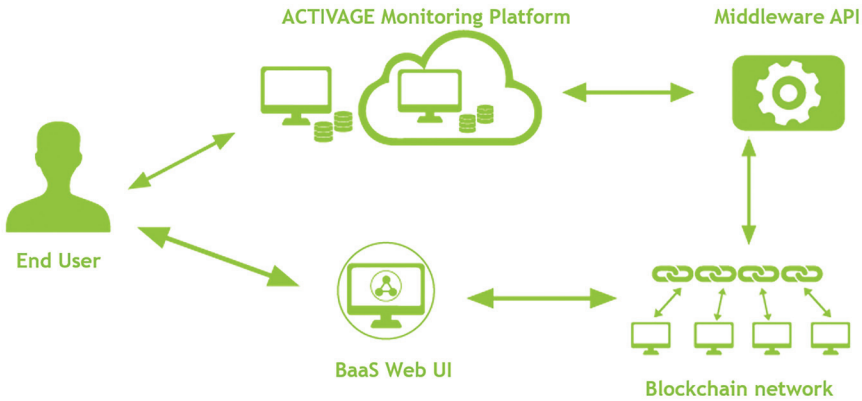 ACTIVAGE Monitoring Platform
Middleware API
End User
BaaS Web UI
Blockchain network